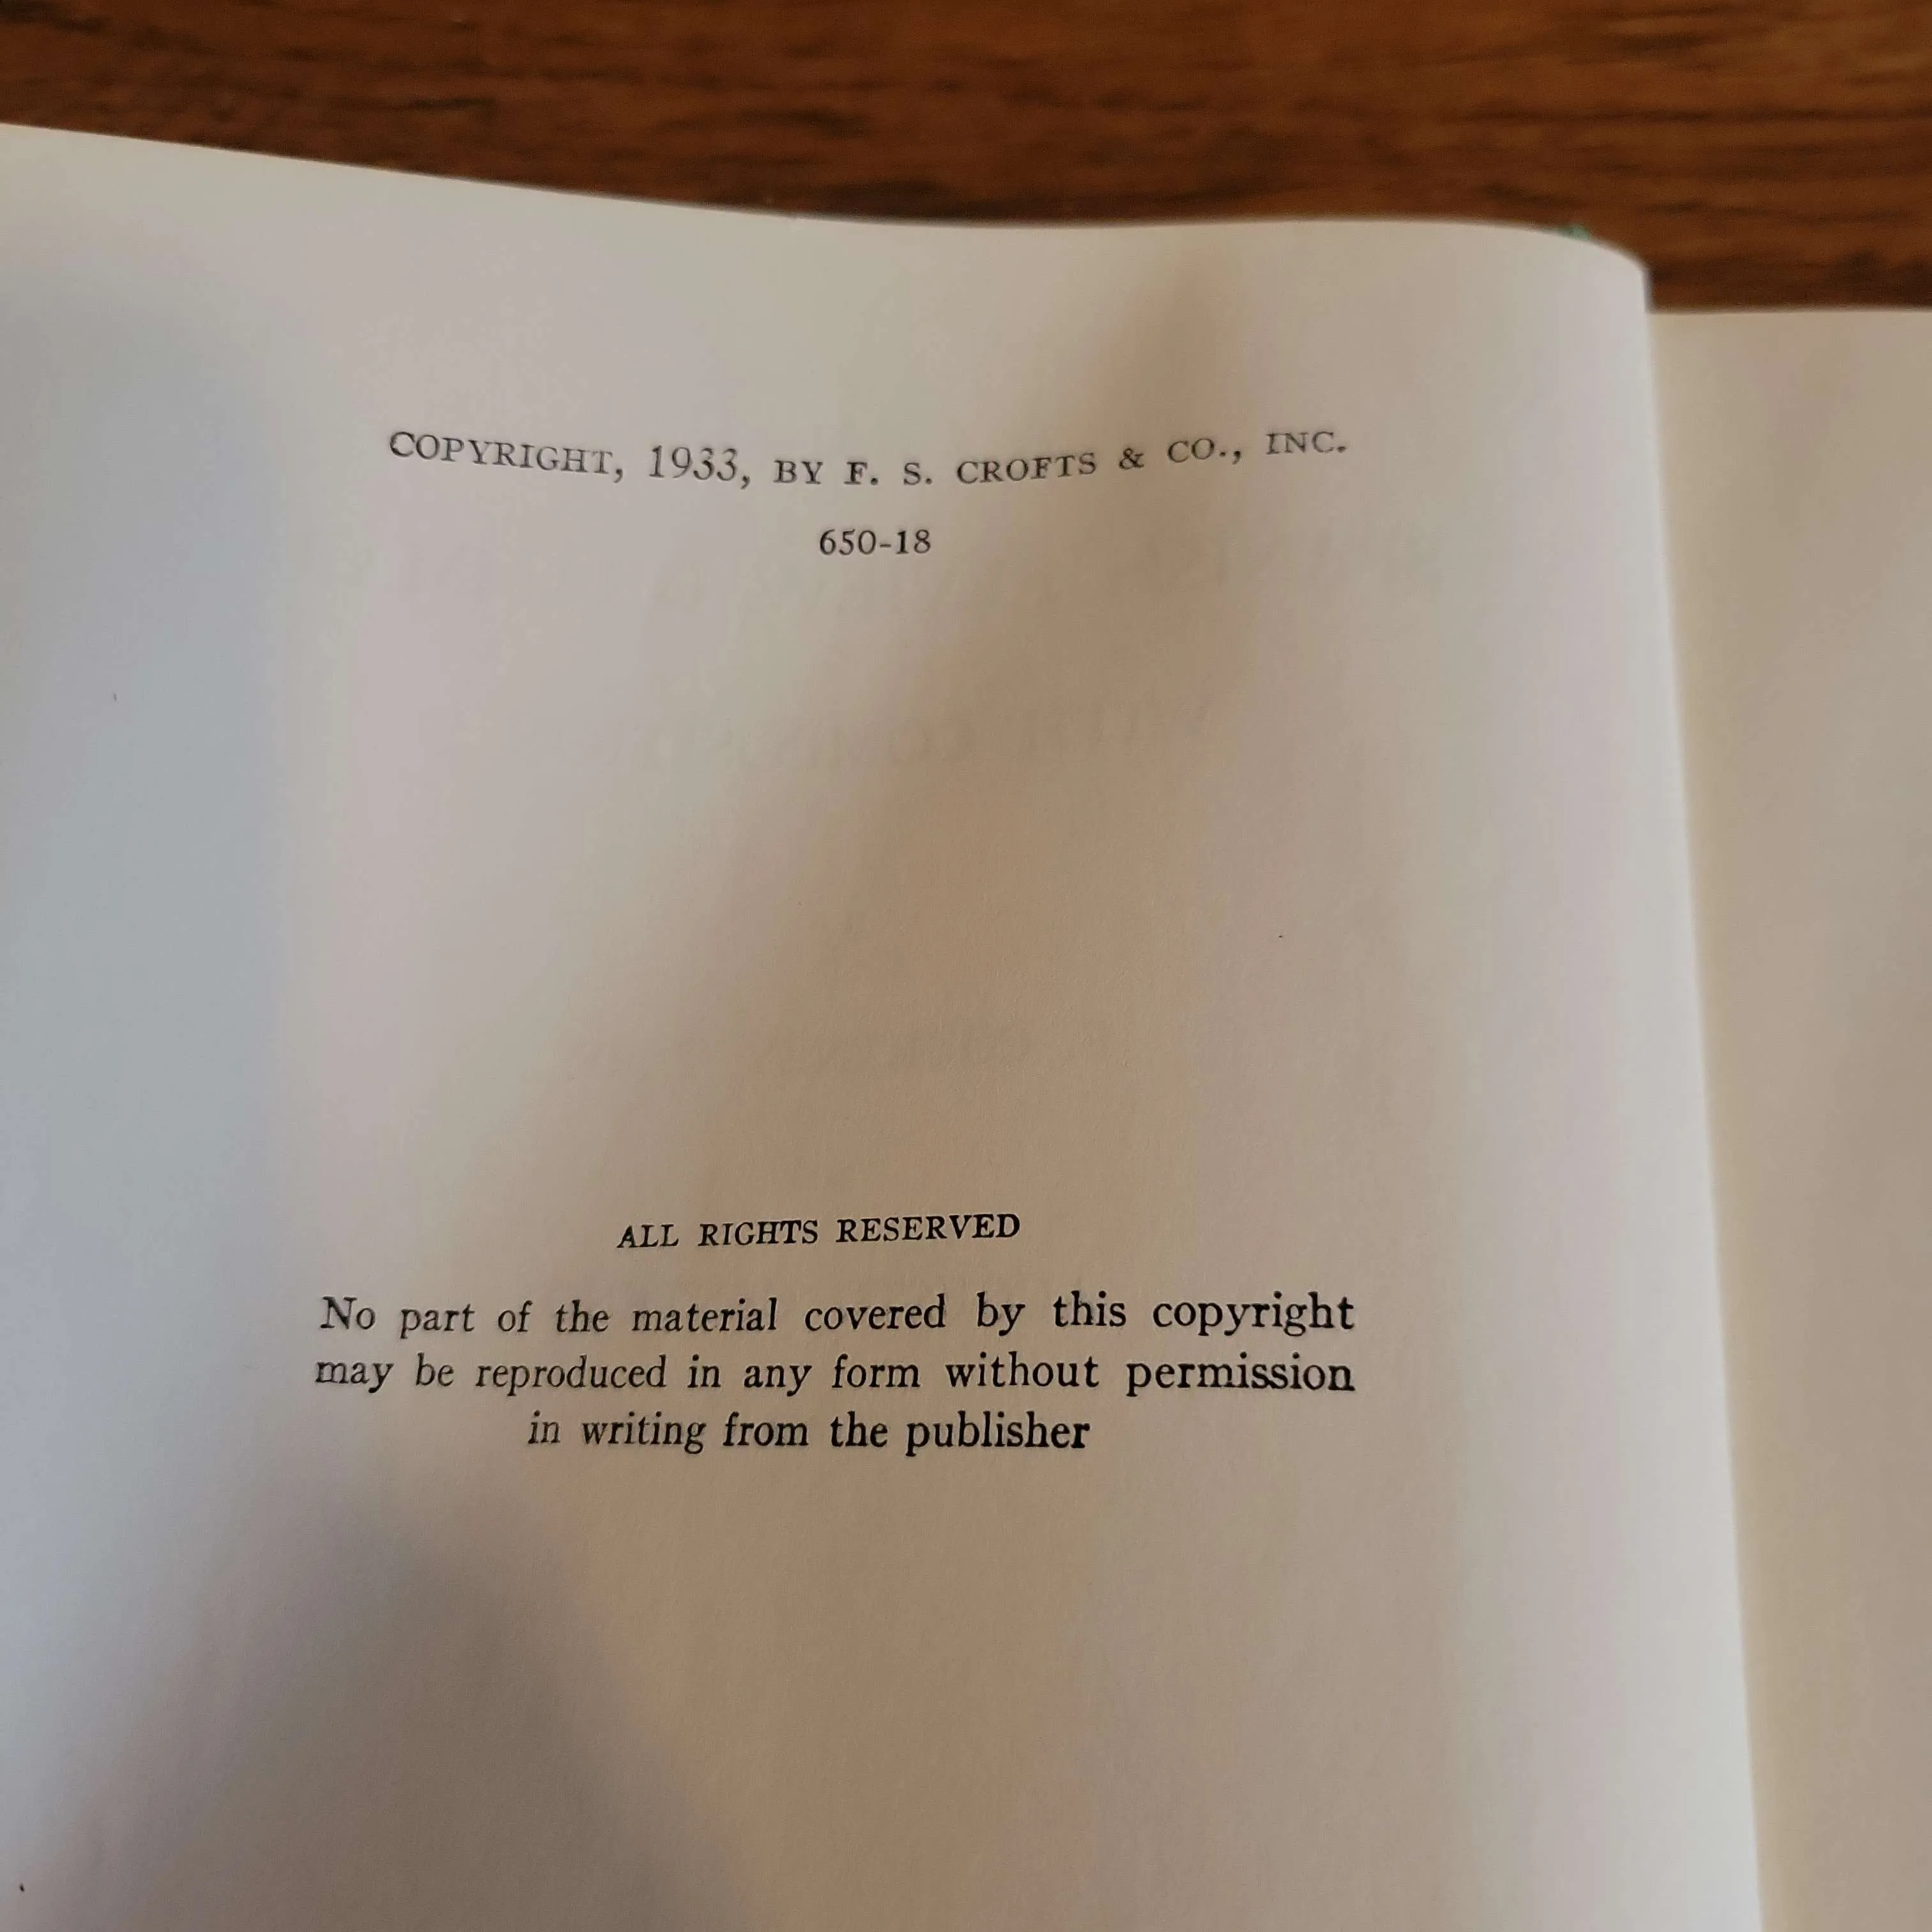 COPYRIGHT, 1933, BY F. S. CROFTS & CO., INC.
650-18
ALL RIGHTS RESERVED
No part of the material covered by this copyright
may be reproduced in any form without permission
in writing from the publisher